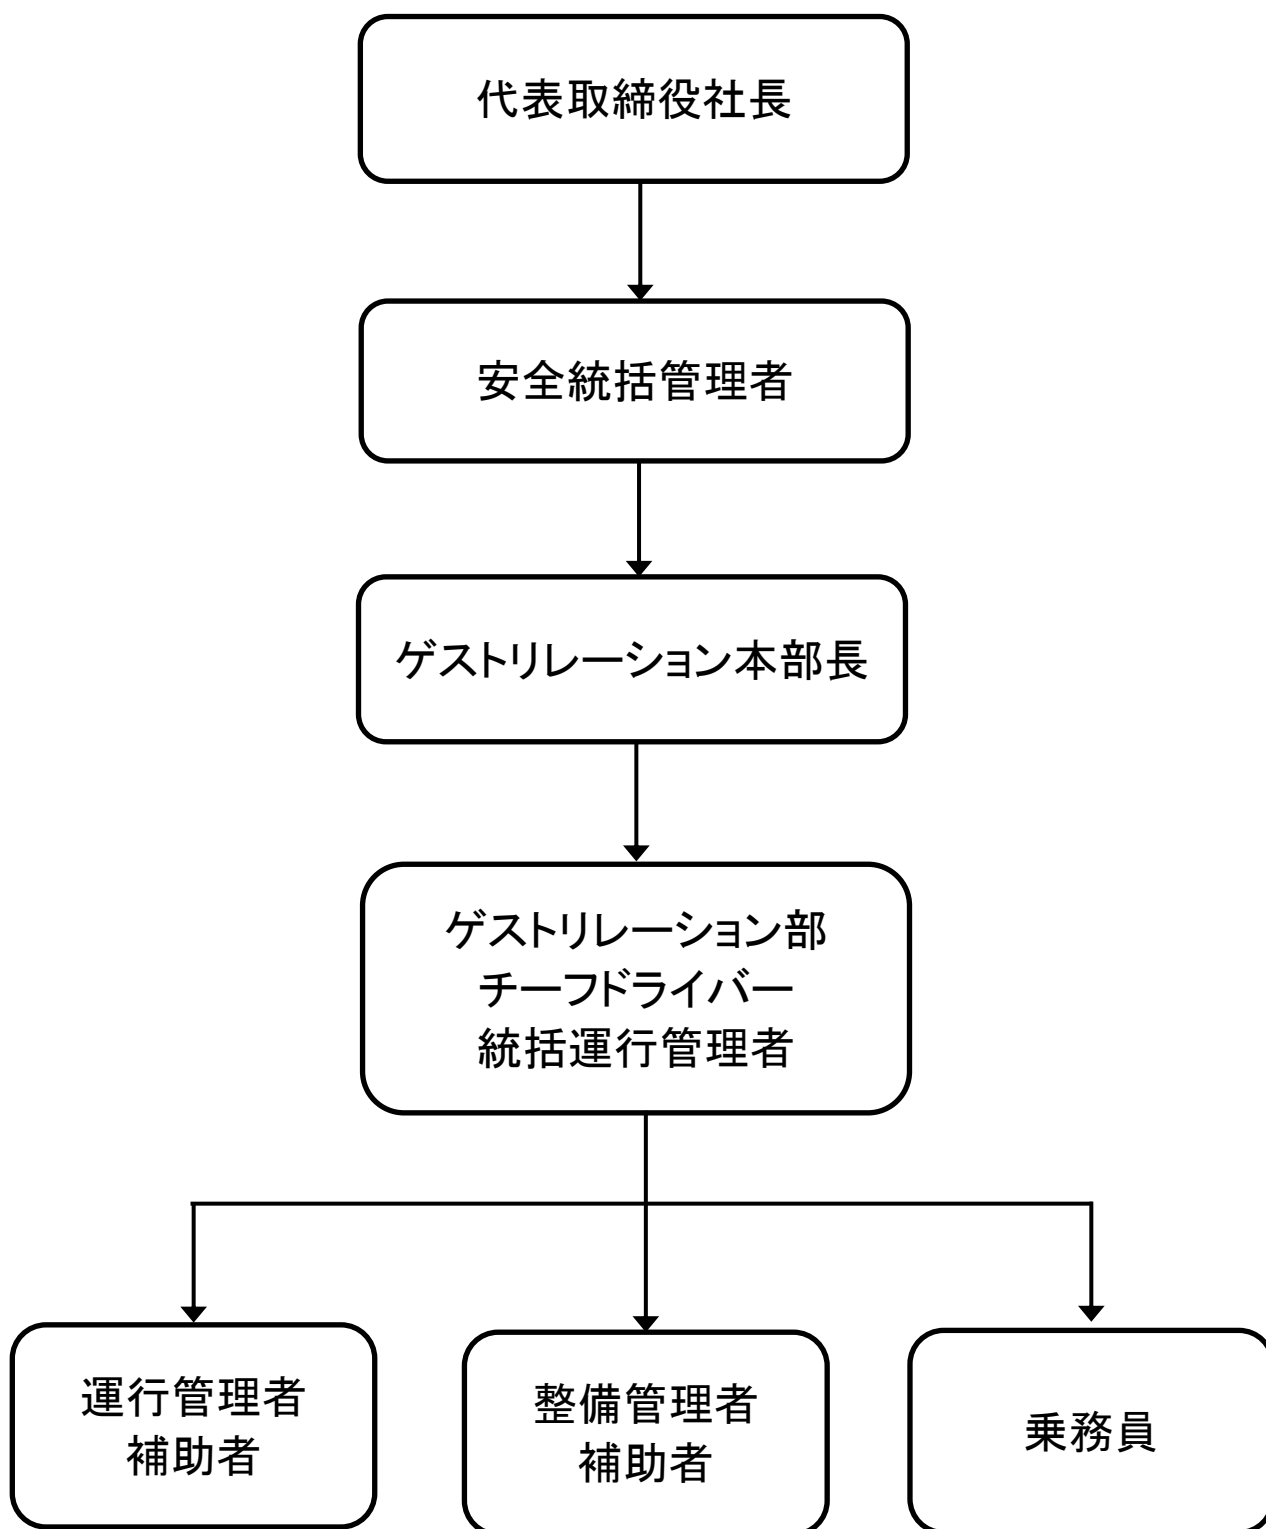 代表取締役社長
安全統括管理者
ゲストリレーション本部長
ゲストリレーション部
チーフドライバー
統括運行管理者
運行管理者
補助者
整備管理者
補助者
乗務員